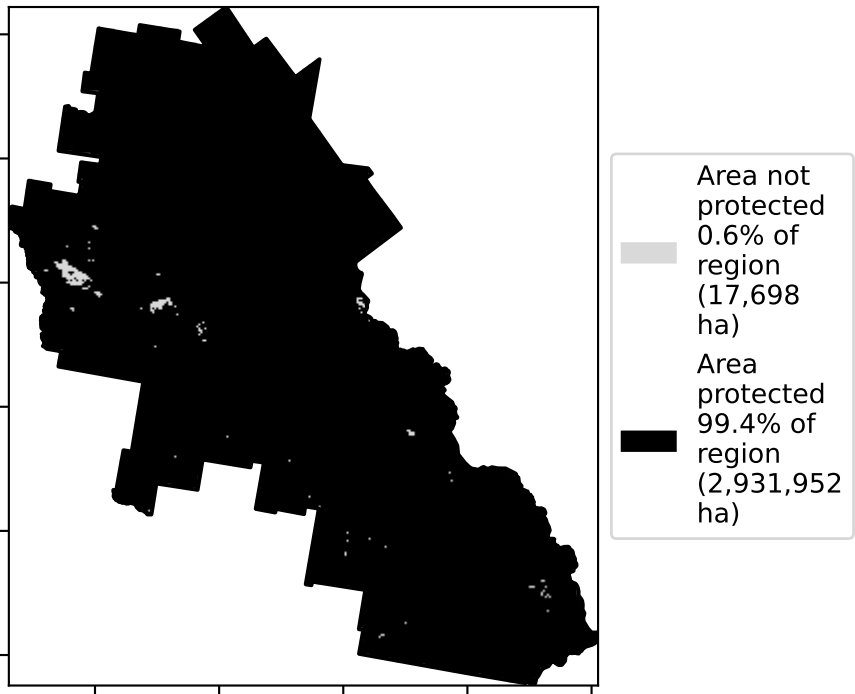 Area not
protected
0.6% of
region
(17,698
ha)
Area
protected
99.4% of
region
(2,931,952
ha)